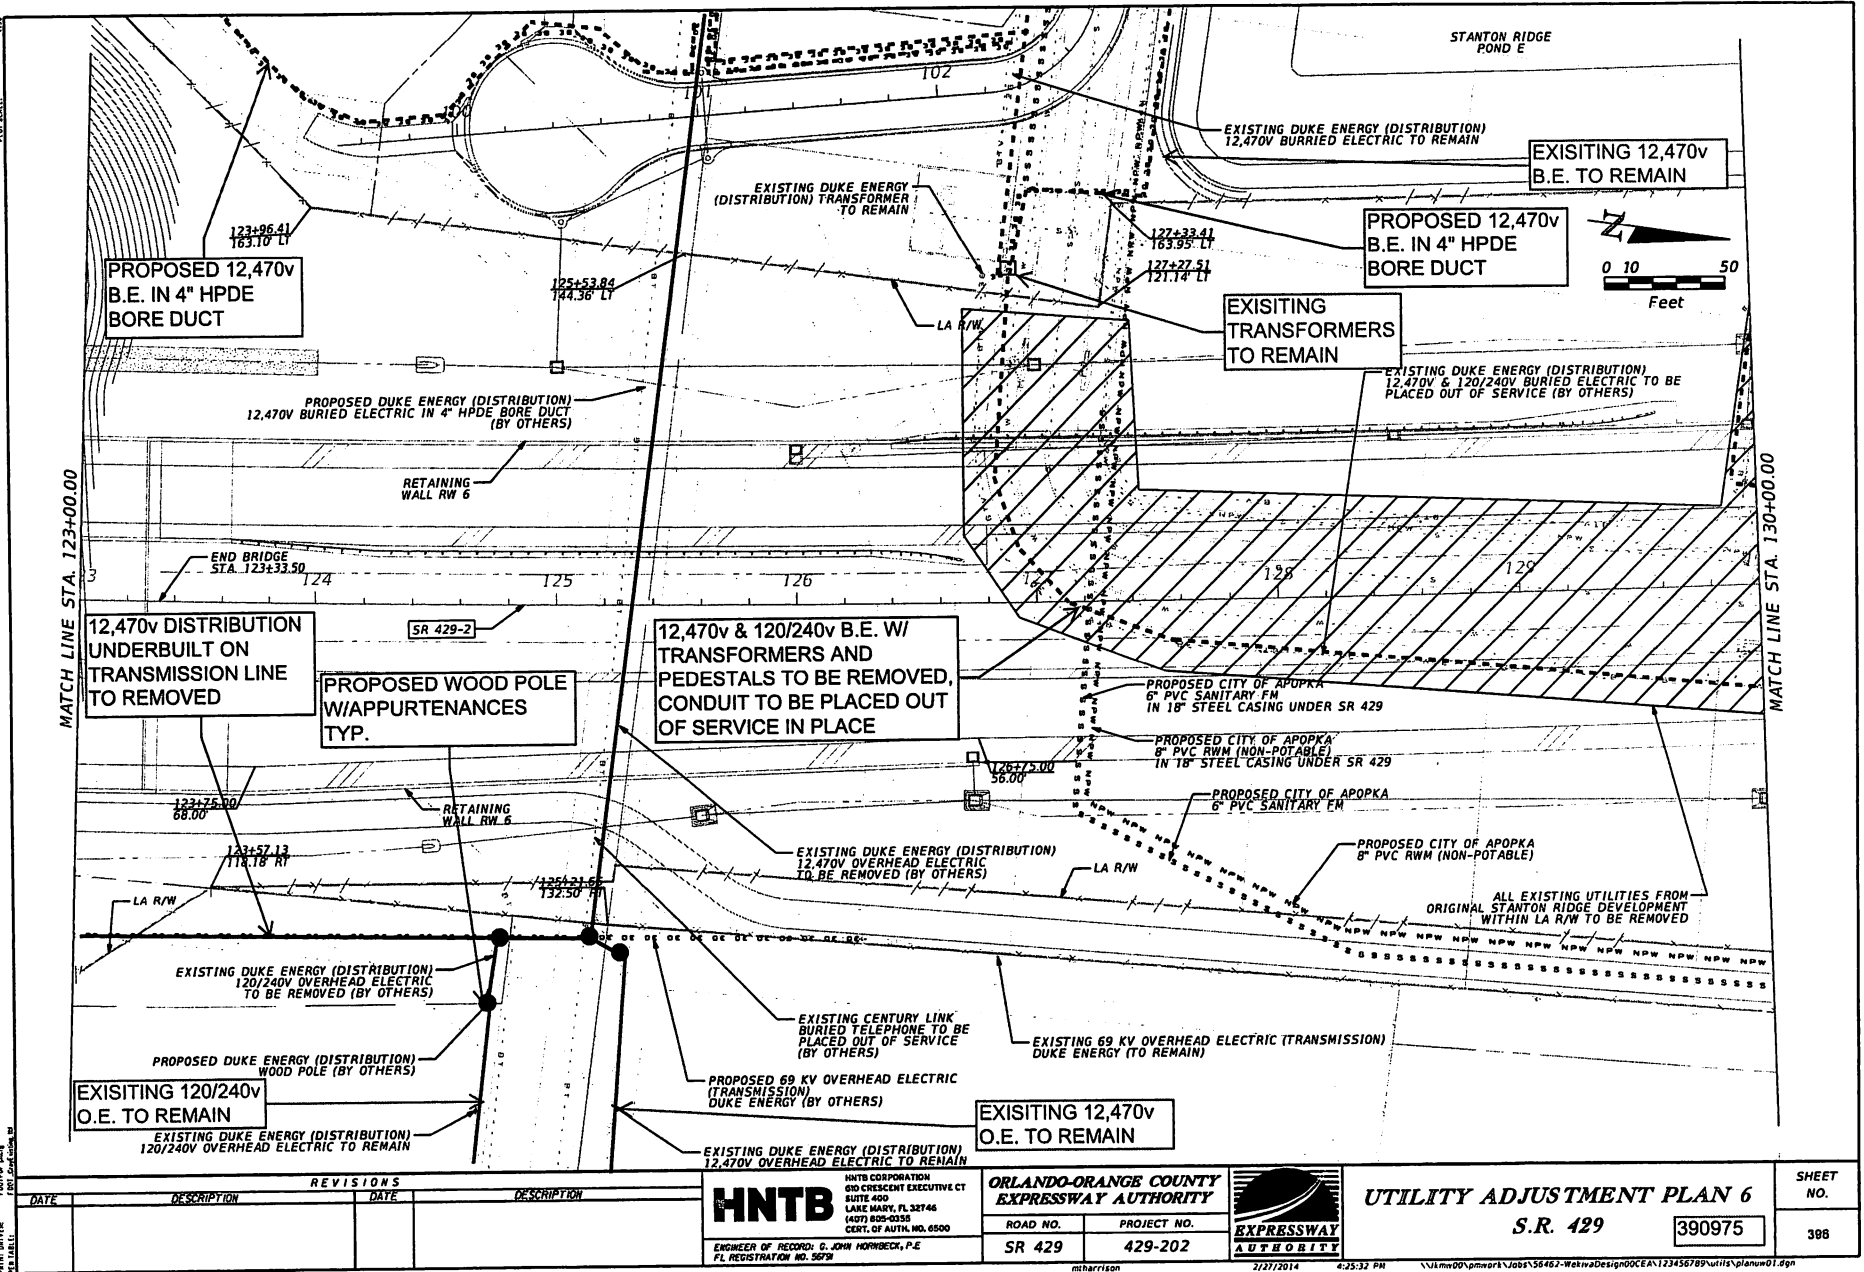 STANTON RIDGE
POND E
102
101
EXISTING DUKE ENERGY (DISTRIBUTION)
12,470V BURRIED ELECTRIC TO REMAIN
EXISITING 12,470v
B.E. TO REMAIN
EXISTING DUKE ENERGY
(DISTRIBUTION) TRANSFORMER
TO REMAIN
PROPOSED 12,470v
B.E. IN 4" HPDE
BORE DUCT
N
0 10 50
Feet
123+96.41
163.10' LT
127+33.41
163.95' LT
127+27.51
121.14' LT
PROPOSED 12,470v
B.E. IN 4" HPDE
BORE DUCT
125+53.84
144.36' LT
LA R/W
EXISITING
TRANSFORMERS
TO REMAIN
EXISTING DUKE ENERGY (DISTRIBUTION)
12,470V & 120/240V BURIED ELECTRIC TO BE
PLACED OUT OF SERVICE (BY OTHERS)
PROPOSED DUKE ENERGY (DISTRIBUTION)
12,470V BURIED ELECTRIC IN 4" HPDE BORE DUCT
(BY OTHERS)
RETAINING
WALL RW 6
MATCH LINE STA. 123+00.00
MATCH LINE STA. 130+00.00
END BRIDGE
STA. 123+33.50
3 124 125 126 127 128 129
SR 429-2
12,470v DISTRIBUTION
UNDERBUILT ON
TRANSMISSION LINE
TO REMOVED
PROPOSED WOOD POLE
W/APPURTENANCES
TYP.
12,470v & 120/240v B.E. W/
TRANSFORMERS AND
PEDESTALS TO BE REMOVED,
CONDUIT TO BE PLACED OUT
OF SERVICE IN PLACE
PROPOSED CITY OF APOPKA
6" PVC SANITARY FM
IN 18" STEEL CASING UNDER SR 429
PROPOSED CITY OF APOPKA
8" PVC RWM (NON-POTABLE)
IN 18" STEEL CASING UNDER SR 429
126+75.00
56.00'
123+75.00
68.00'
RETAINING
WALL RW 6
PROPOSED CITY OF APOPKA
6" PVC SANITARY FM
123+57.13
118.18' RT
EXISTING DUKE ENERGY (DISTRIBUTION)
12,470V OVERHEAD ELECTRIC
TO BE REMOVED (BY OTHERS)
PROPOSED CITY OF APOPKA
8" PVC RWM (NON-POTABLE)
LA R/W
132.50' RT
LA R/W
ALL EXISTING UTILITIES FROM
ORIGINAL STANTON RIDGE DEVELOPMENT
WITHIN LA R/W TO BE REMOVED
EXISTING DUKE ENERGY (DISTRIBUTION)
120/240V OVERHEAD ELECTRIC
TO BE REMOVED (BY OTHERS)
EXISTING CENTURY LINK
BURIED TELEPHONE TO BE
PLACED OUT OF SERVICE
(BY OTHERS)
EXISTING 69 KV OVERHEAD ELECTRIC (TRANSMISSION)
DUKE ENERGY (TO REMAIN)
PROPOSED DUKE ENERGY (DISTRIBUTION)
WOOD POLE (BY OTHERS)
PROPOSED 69 KV OVERHEAD ELECTRIC
(TRANSMISSION)
DUKE ENERGY (BY OTHERS)
EXISITING 120/240v
O.E. TO REMAIN
EXISITING 12,470v
O.E. TO REMAIN
EXISTING DUKE ENERGY (DISTRIBUTION)
120/240V OVERHEAD ELECTRIC TO REMAIN
EXISTING DUKE ENERGY (DISTRIBUTION)
12,470V OVERHEAD ELECTRIC TO REMAIN
REVISIONS
DATE DESCRIPTION DATE DESCRIPTION
HNTB
HNTB CORPORATION
610 CRESCENT EXECUTIVE CT
SUITE 400
LAKE MARY, FL 32746
(407) 805-0355
CERT. OF AUTH. NO. 6500
ENGINEER OF RECORD: G. JOHN HORNBECK, P.E
FL REGISTRATION NO. 56791
ORLANDO-ORANGE COUNTY
EXPRESSWAY AUTHORITY
ROAD NO. PROJECT NO.
SR 429 429-202
EXPRESSWAY
AUTHORITY
UTILITY ADJUSTMENT PLAN 6
S.R. 429
390975
SHEET
NO.
398
mtharrison 2/27/2014 4:25:32 PM